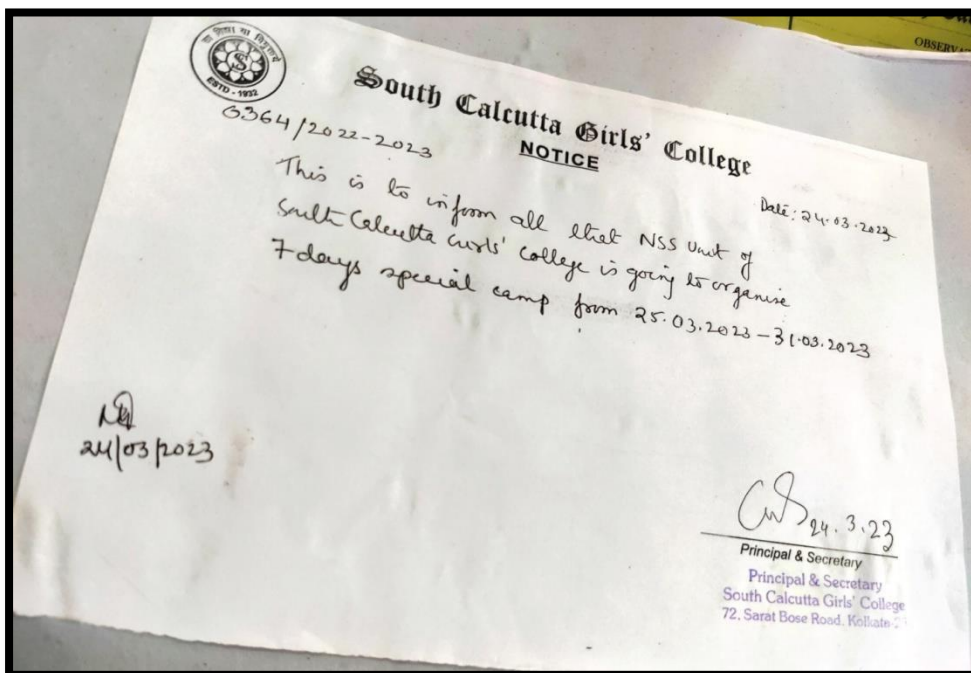 या विद्या या विमुक्तये
S
ESTD - 1932
South Calcutta Girls' College
0364/2022-2023
NOTICE
Date: 24.03.2023
This is to inform all that NSS Unit of
South Calcutta Girls' College is going to organise
7 days special camp from 25.03.2023 – 31.03.2023
24/03/2023
24.3.23
Principal & Secretary
Principal & Secretary
South Calcutta Girls' College
72, Sarat Bose Road, Kolkata-